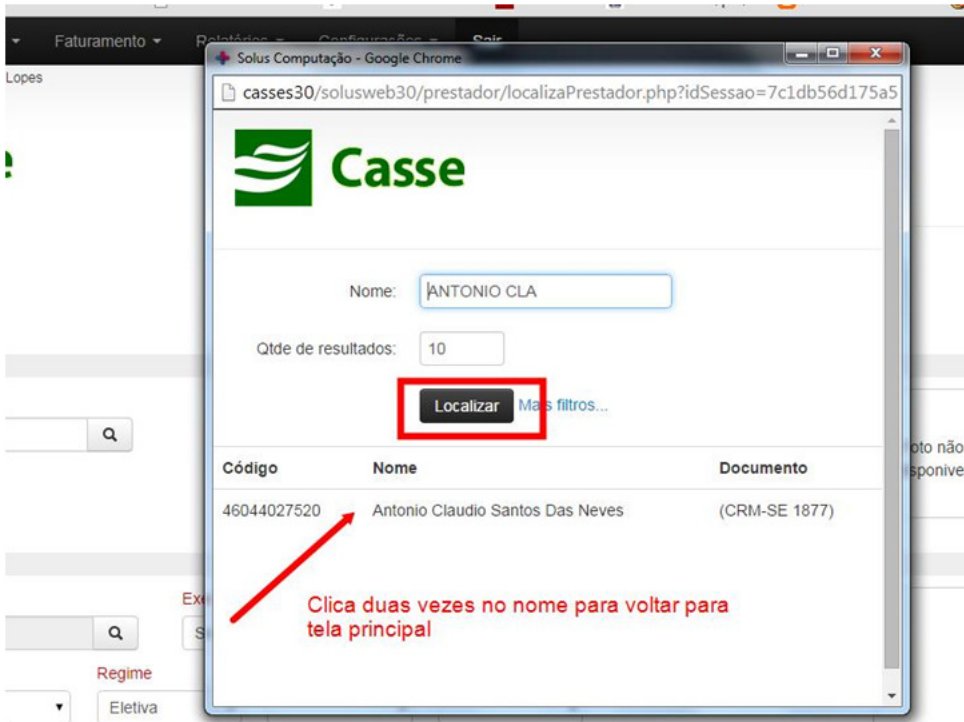 Faturamento
Relatórios
Configurações
Sair
Lopes
Solus Computação - Google Chrome
casses30/solusweb30/prestador/localizaPrestador.php?idSessao=7c1db56d175a5
Casse
Nome: ANTONIO CLA
Qtde de resultados: 10
Localizar Mais filtros...
Código Nome Documento
46044027520 Antonio Claudio Santos Das Neves (CRM-SE 1877)
Clica duas vezes no nome para voltar para
tela principal
oto não
sponive
Exe
S
Regime
Eletiva